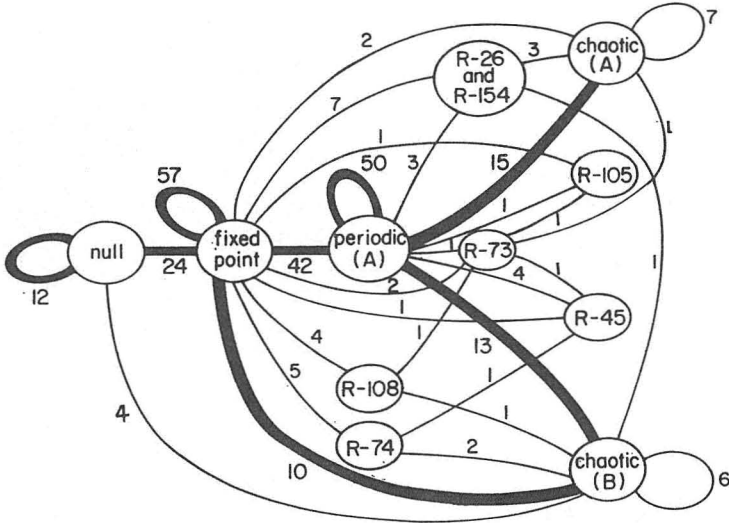 7
2
chaotic
(A)
3
R-26
and
R-154
7
1
1
57
50
3
15
R-105
1
null
fixed
point
periodic
(A)
1
1
R-73
12
24
42
2
4
1
1
1
R-45
4
1
13
5
R-108
1
4
1
R-74
2
10
chaotic
(B)
6